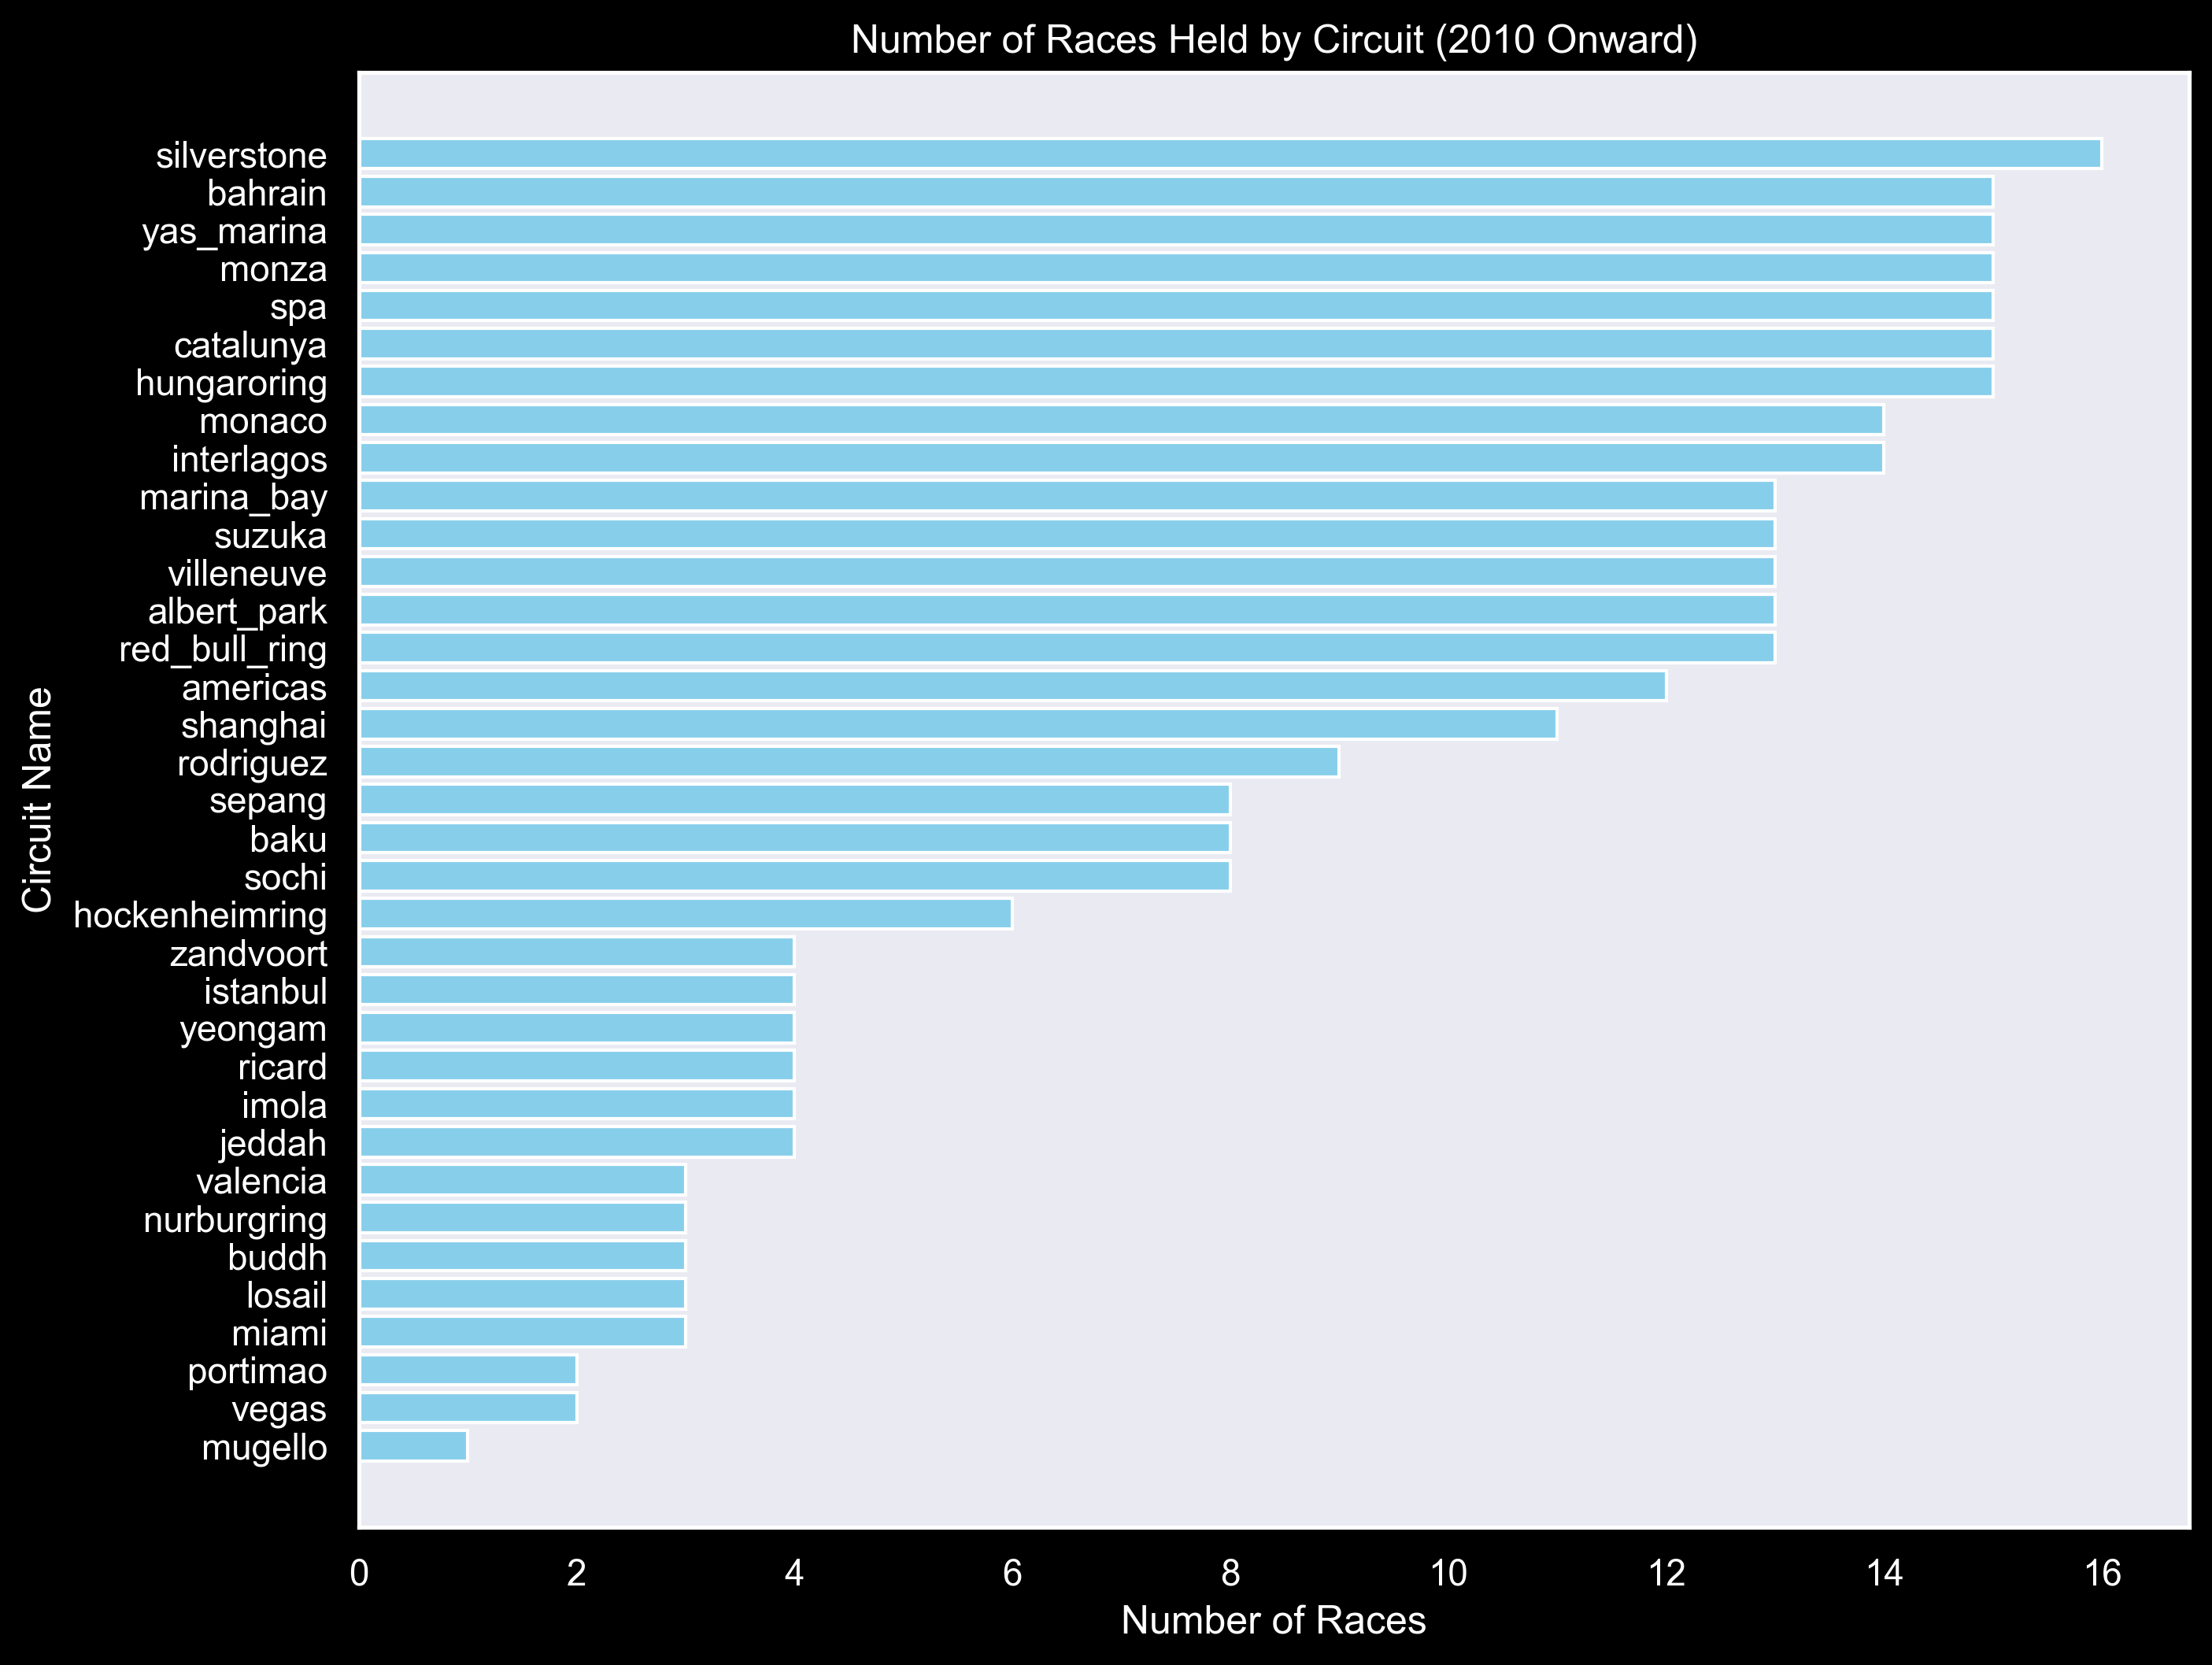 Number of Races Held by Circuit (2010 Onward)
silverstone
bahrain
yas_marina
monza
spa
catalunya
hungaroring
monaco
interlagos
marina_bay
suzuka
villeneuve
albert_park
red_bull_ring
americas
shanghai
rodriguez
sepang
baku
sochi
hockenheimring
zandvoort
istanbul
yeongam
ricard
imola
jeddah
valencia
nurburgring
buddh
losail
miami
portimao
vegas
mugello
Circuit Name
0 2 4 6 8 10 12 14 16
Number of Races